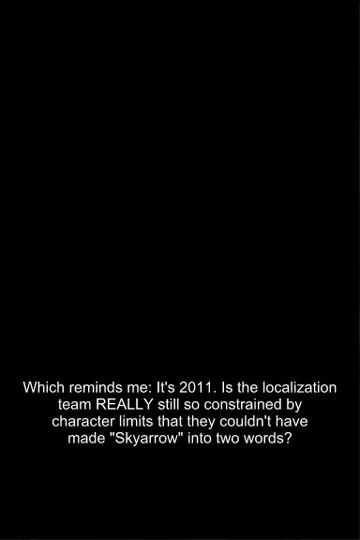 Which reminds me: It's 2011. Is the localization
team REALLY still so constrained by
character limits that they couldn't have
made "Skyarrow" into two words?